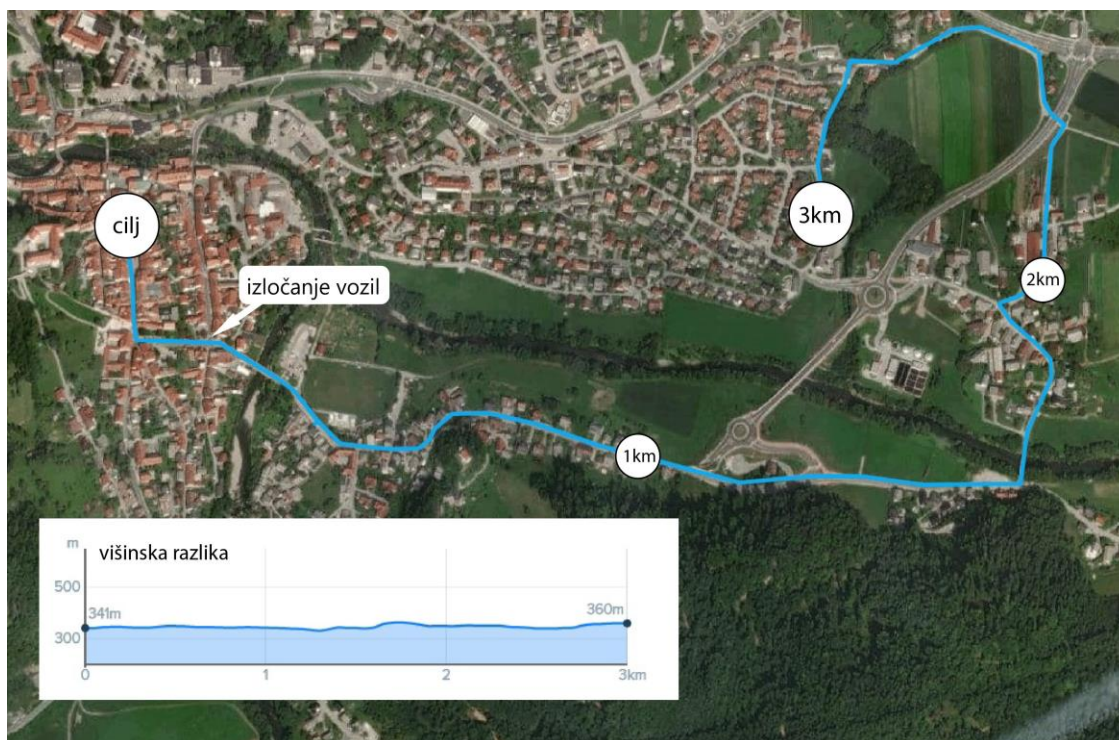 3km
cilj
2km
izločanje vozil
1km
m
višinska razlika
500
341m
360m
300
0
1
2
3km